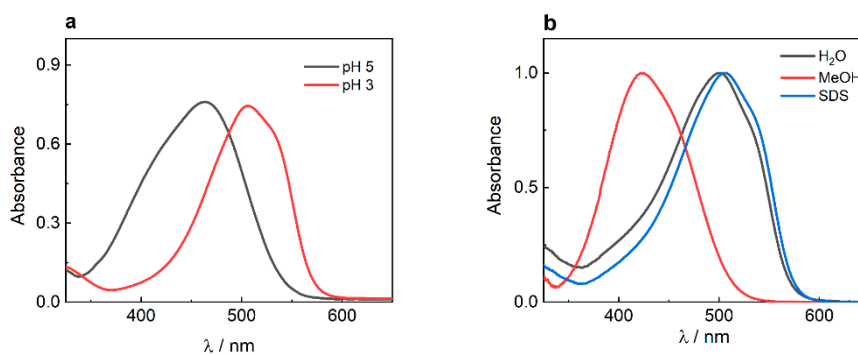 a
0.9
0.6
0.3
0.0
400
500
600
Absorbance
λ / nm
pH 5
pH 3
b
1.0
0.5
0.0
400
500
600
Absorbance
λ / nm
H₂O
MeOH
SDS